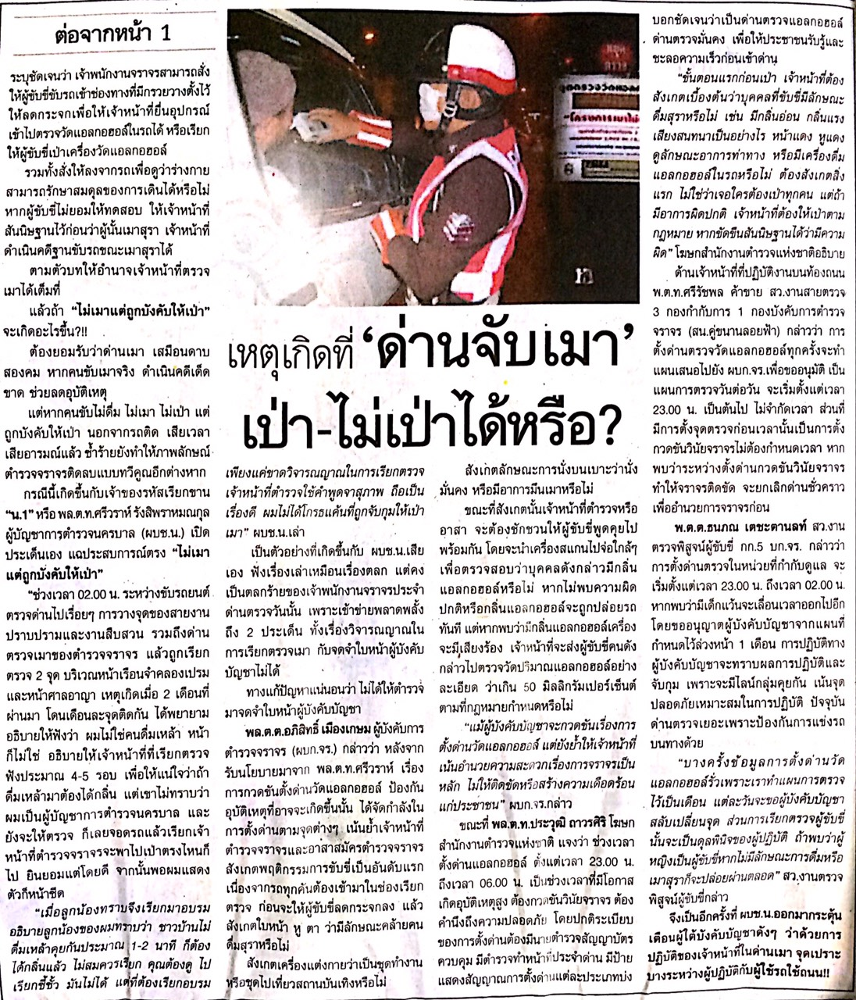 ต่อจากหน้า 1
ระบุชัดเจนว่า เจ้าพนักงานจราจรสามารถสั่ง
ให้ผู้ขับขี่ขับรถเข้าช่องทางที่มีกรวยวางตั้งไว้
ให้ลดกระจกเพื่อให้เจ้าหน้าที่ยื่นอุปกรณ์
เข้าไปตรวจวัดแอลกอฮอล์ในรถได้ หรือเรียก
ให้ผู้ขับขี่เป่าเครื่องวัดแอลกอฮอล์
รวมทั้งสั่งให้ลงจากรถเพื่อดูว่าร่างกาย
สามารถรักษาสมดุลของการเดินได้หรือไม่
หากผู้ขับขี่ไม่ยอมให้ทดสอบ ให้เจ้าหน้าที่
สันนิษฐานไว้ก่อนว่าผู้นั้นเมาสุรา เจ้าหน้าที่
ดำเนินคดีฐานขับรถขณะเมาสุราได้
ตามตัวบทให้อำนาจเจ้าหน้าที่ตรวจ
เมาได้เต็มที่
แล้วถ้า “ไม่เมาแต่ถูกบังคับให้เป่า”
จะเกิดอะไรขึ้น?!!
ต้องยอมรับว่าด่านเมา เสมือนดาบ
สองคม หากคนขับเมาจริง ดำเนินคดีเด็ด
ขาด ช่วยลดอุบัติเหตุ
แต่หากคนขับไม่ดื่ม ไม่เมา ไม่เป่า แต่
ถูกบังคับให้เป่า นอกจากรถติด เสียเวลา
เสียอารมณ์แล้ว ซ้ำร้ายยังทำให้ภาพลักษณ์
ตำรวจจราจรติดลบแบบทวีคูณอีกต่างหาก
กรณีนี้เกิดขึ้นกับเจ้าของรหัสเรียกขาน
“น.1” หรือ พล.ต.ท.ศรีวราห์ รังสิพราหมณกุล
ผู้บัญชาการตำรวจนครบาล (ผบช.น.) เปิด
ประเด็นเอง แฉประสบการณ์ตรง “ไม่เมา
แต่ถูกบังคับให้เป่า”
“ช่วงเวลา 02.00 น. ระหว่างขับรถยนต์
ตรวจด่านไปเรื่อยๆ การวางจุดของสายงาน
ปราบปรามและงานสืบสวน รวมถึงด่าน
ตรวจเมาของตำรวจจราจร แล้วถูกเรียก
ตรวจ 2 จุด บริเวณหน้าเรือนจำคลองเปรม
และหน้าศาลอาญา เหตุเกิดเมื่อ 2 เดือนที่
ผ่านมา โดนเดือนละจุดติดกัน ได้พยายาม
อธิบายให้ฟังว่า ผมไม่ใช่คนดื่มเหล้า หน้า
ก็ไม่ใช่ อธิบายให้เจ้าหน้าที่ที่เรียกตรวจ
ฟังประมาณ 4-5 รอบ เพื่อให้แน่ใจว่าถ้า
ดื่มเหล้ามาต้องได้กลิ่น แต่เขาไม่ทราบว่า
ผมเป็นผู้บัญชาการตำรวจนครบาล และ
ยังจะให้ตรวจ ก็เลยจอดรถแล้วเรียกเจ้า
หน้าที่ตำรวจจราจรจะพาไปเป่าตรงไหนก็
ไป ยินยอมแต่โดยดี จากนั้นพอผมแสดง
ตัวก็หน้าซีด
“เมื่อลูกน้องทราบจึงเรียกมาอบรม
อธิบายลูกน้องของผมทราบว่า ชาวบ้านไม่
ดื่มเหล้าคุยกันประมาณ 1-2 นาที ก็ต้อง
ได้กลิ่นแล้ว ไม่สมควรเรียก คุณต้องดู ไป
เรียกซี้ซั้ว มันไม่ได้ แต่ที่ต้องเรียกอบรม
เหตุเกิดที่ ‘ด่านจับเมา’
เป่า-ไม่เป่าได้หรือ?
เพียงแค่ขาดวิจารณญาณในการเรียกตรวจ
เจ้าหน้าที่ตำรวจใช้คำพูดจาสุภาพ ถือเป็น
เรื่องดี ผมไม่ได้โกรธแค้นที่ถูกจับกุมให้เป่า
เมา” ผบช.น.เล่า
เป็นตัวอย่างที่เกิดขึ้นกับ ผบช.น.เสีย
เอง ฟังเรื่องเล่าเหมือนเรื่องตลก แต่คง
เป็นตลกร้ายของเจ้าพนักงานจราจรประจำ
ด่านตรวจวันนั้น เพราะเข้าข่ายพลาดพลั้ง
ถึง 2 ประเด็น ทั้งเรื่องวิจารณญาณใน
การเรียกตรวจเมา กับจดจำใบหน้าผู้บังคับ
บัญชาไม่ได้
ทางแก้ปัญหาแน่นอนว่า ไม่ได้ให้ตำรวจ
มาจดจำใบหน้าผู้บังคับบัญชา
พล.ต.ต.อภิสิทธิ์ เมืองเกษม ผู้บังคับการ
ตำรวจจราจร (ผบก.จร.) กล่าวว่า หลังจาก
รับนโยบายมาจาก พล.ต.ท.ศรีวราห์ เรื่อง
การกวดขันตั้งด่านวัดแอลกอฮอล์ ป้องกัน
อุบัติเหตุที่อาจจะเกิดขึ้นนั้น ได้จัดกำลังใน
การตั้งด่านตามจุดต่างๆ เน้นย้ำเจ้าหน้าที่
ตำรวจจราจรและอาสาสมัครตำรวจจราจร
สังเกตพฤติกรรมการขับขี่เป็นอันดับแรก
เนื่องจากรถทุกคันต้องเข้ามาในช่องเรียก
ตรวจ ก่อนจะให้ผู้ขับขี่ลดกระจกลง แล้ว
สังเกตใบหน้า หู ตา ว่ามีลักษณะคล้ายคน
ดื่มสุราหรือไม่
สังเกตเครื่องแต่งกายว่าเป็นชุดทำงาน
หรือชุดไปเที่ยวสถานบันเทิงหรือไม่
สังเกตลักษณะการนั่งบนเบาะว่านั่ง
มั่นคง หรือมีอาการมึนเมาหรือไม่
ขณะที่สังเกตนั้นเจ้าหน้าที่ตำรวจหรือ
อาสา จะต้องชักชวนให้ผู้ขับขี่พูดคุยไป
พร้อมกัน โดยจะนำเครื่องสแกนไปจ่อใกล้ๆ
เพื่อตรวจสอบว่าบุคคลดังกล่าวมีกลิ่น
แอลกอฮอล์หรือไม่ หากไม่พบความผิด
ปกติหรือกลิ่นแอลกอฮอล์จะถูกปล่อยรถ
ทันที แต่หากพบว่ามีกลิ่นแอลกอฮอล์เครื่อง
จะมีเสียงร้อง เจ้าหน้าที่จะส่งผู้ขับขี่คนดัง
กล่าวไปตรวจวัดปริมาณแอลกอฮอล์อย่าง
ละเอียด ว่าเกิน 50 มิลลิกรัมเปอร์เซ็นต์
ตามที่กฎหมายกำหนดหรือไม่
“แม้ผู้บังคับบัญชาจะกวดขันเรื่องการ
ตั้งด่านวัดแอลกอฮอล์ แต่ยังย้ำให้เจ้าหน้าที่
เน้นอำนวยความสะดวกเรื่องการจราจรเป็น
หลัก ไม่ให้ติดขัดหรือสร้างความเดือดร้อน
แก่ประชาชน” ผบก.จร.กล่าว
ขณะที่ พล.ต.ท.ประวุฒิ ถาวรศิริ โฆษก
สำนักงานตำรวจแห่งชาติ แจงว่า ช่วงเวลา
ตั้งด่านแอลกอฮอล์ ตั้งแต่เวลา 23.00 น.
ถึงเวลา 06.00 น. เป็นช่วงเวลาที่มีโอกาส
เกิดอุบัติเหตุสูง ต้องกวดขันวินัยจราจร ต้อง
คำนึงถึงความปลอดภัย โดยปกติระเบียบ
ของการตั้งด่านต้องมีนายตำรวจสัญญาบัตร
ควบคุม มีตำรวจทำหน้าที่ประจำด่าน มีป้าย
แสดงสัญญาณการตั้งด่านแต่ละประเภทบ่ง
บอกชัดเจนว่าเป็นด่านตรวจแอลกอฮอล์
ด่านตรวจมั่นคง เพื่อให้ประชาชนรับรู้และ
ชะลอความเร็วก่อนเข้าด่าน
“ขั้นตอนแรกก่อนเป่า เจ้าหน้าที่ต้อง
สังเกตเบื้องต้นว่าบุคคลที่ขับขี่มีลักษณะ
ดื่มสุราหรือไม่ เช่น มีกลิ่นอ่อน กลิ่นแรง
เสียงสนทนาเป็นอย่างไร หน้าแดง หูแดง
ดูลักษณะอาการท่าทาง หรือมีเครื่องดื่ม
แอลกอฮอล์ในรถหรือไม่ ต้องสังเกตสิ่ง
แรก ไม่ใช่ว่าเจอใครต้องเป่าทุกคน แต่ถ้า
มีอาการผิดปกติ เจ้าหน้าที่ต้องให้เป่าตาม
กฎหมาย หากขัดขืนสันนิษฐานได้ว่ามีความ
ผิด” โฆษกสำนักงานตำรวจแห่งชาติอธิบาย
ด้านเจ้าหน้าที่ที่ปฏิบัติงานบนท้องถนน
พ.ต.ท.ศรีรัชพล ค้าขาย สว.งานสายตรวจ
3 กองกำกับการ 1 กองบังคับการตำรวจ
จราจร (สน.คู่ขนานลอยฟ้า) กล่าวว่า การ
ตั้งด่านตรวจวัดแอลกอฮอล์ทุกครั้งจะทำ
แผนเสนอไปยัง ผบก.จร.เพื่อขออนุมัติ เป็น
แผนการตรวจวันต่อวัน จะเริ่มตั้งแต่เวลา
23.00 น. เป็นต้นไป ไม่จำกัดเวลา ส่วนที่
มีการตั้งจุดตรวจก่อนเวลานั้นเป็นการตั้ง
กวดขันวินัยจราจรไม่ต้องกำหนดเวลา หาก
พบว่าระหว่างตั้งด่านกวดขันวินัยจราจร
ทำให้จราจรติดขัด จะยกเลิกด่านชั่วคราว
เพื่ออำนวยการจราจรก่อน
พ.ต.ต.ธนภณ เตชะตานลท์ สว.งาน
ตรวจพิสูจน์ผู้ขับขี่ กก.5 บก.จร. กล่าวว่า
การตั้งด่านตรวจในหน่วยที่กำกับดูแล จะ
เริ่มตั้งแต่เวลา 23.00 น. ถึงเวลา 02.00 น.
หากพบว่ามีเด็กแว้นจะเลื่อนเวลาออกไปอีก
โดยขออนุญาตผู้บังคับบัญชาจากแผนที่
กำหนดไว้ล่วงหน้า 1 เดือน การปฏิบัติทาง
ผู้บังคับบัญชาจะทราบผลการปฏิบัติและ
จับกุม เพราะจะมีไลน์กลุ่มคุยกัน เน้นจุด
ปลอดภัยเหมาะสมในการปฏิบัติ ปัจจุบัน
ด่านตรวจเยอะเพราะป้องกันการแข่งรถ
บนทางด้วย
“บางครั้งข้อมูลการตั้งด่านวัด
แอลกอฮอล์รั่วเพราะเราทำแผนการตรวจ
ไว้เป็นเดือน แต่ละวันจะขอผู้บังคับบัญชา
สลับเปลี่ยนจุด ส่วนการเรียกตรวจผู้ขับขี่
นั้นจะเป็นดุลพินิจของผู้ปฏิบัติ ถ้าพบว่าผู้
หญิงเป็นผู้ขับขี่หากไม่มีลักษณะการดื่มหรือ
เมาสุราก็จะปล่อยผ่านตลอด” สว.งานตรวจ
พิสูจน์ผู้ขับขี่กล่าว
จึงเป็นอีกครั้งที่ ผบช.น.ออกมากระตุ้น
เตือนผู้ใต้บังคับบัญชาดังๆ ว่าด้วยการ
ปฏิบัติของเจ้าหน้าที่ในด่านเมา จุดเปราะ
บางระหว่างผู้ปฏิบัติกับผู้ใช้รถใช้ถนน!!